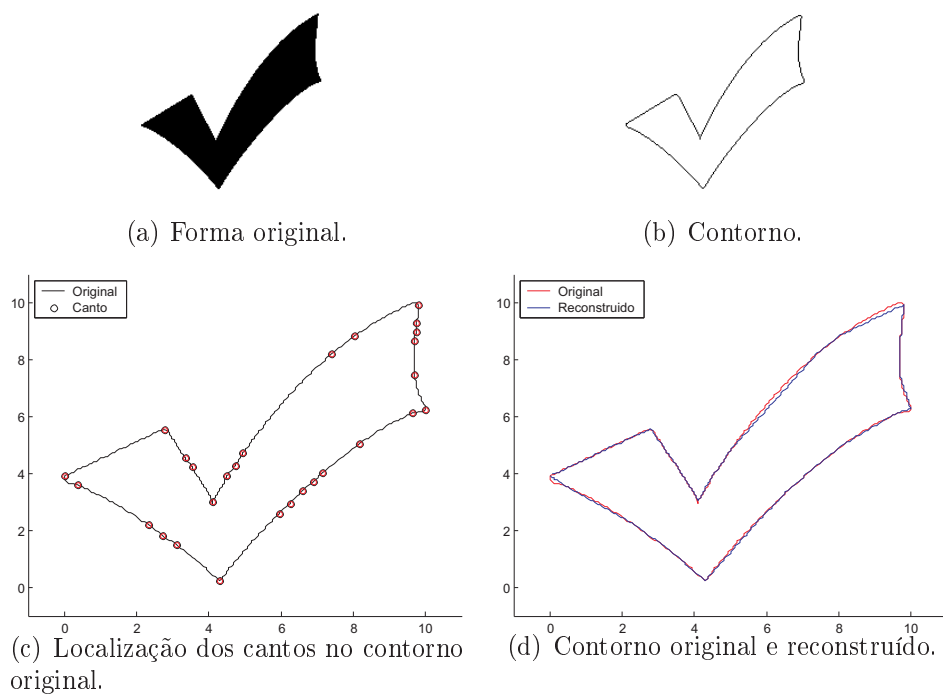 (a) Forma original.
(b) Contorno.
Original
Canto
10
8
6
4
2
0
0
2
4
6
8
10
(c) Localização dos cantos no contorno
original.
Original
Reconstruido
10
8
6
4
2
0
0
2
4
6
8
10
(d) Contorno original e reconstruído.